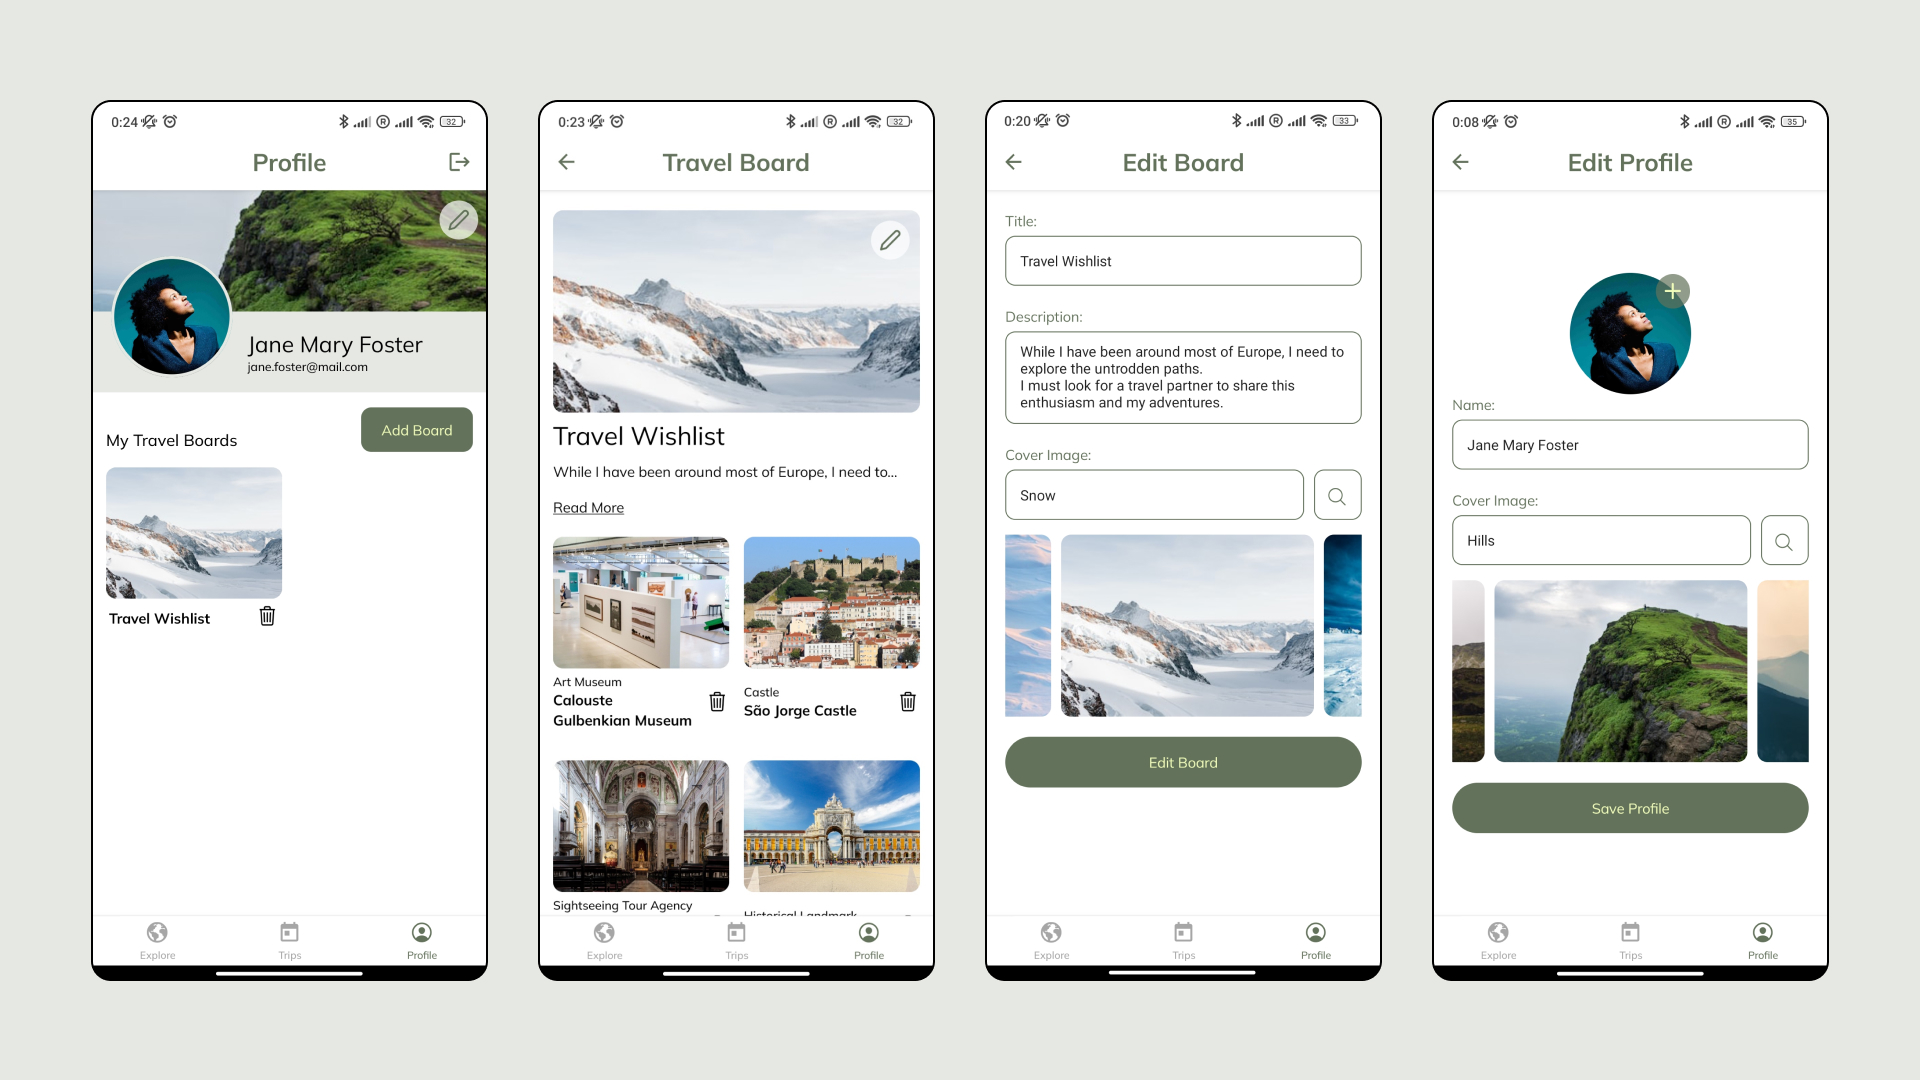 0:24
32
Profile
Jane Mary Foster
jane.foster@mail.com
My Travel Boards
Add Board
Travel Wishlist
Explore
Trips
Profile
0:23
32
Travel Board
Travel Wishlist
While I have been around most of Europe, I need to...
Read More
Art Museum
Calouste
Gulbenkian Museum
Castle
São Jorge Castle
Sightseeing Tour Agency
Historical Landmark
Explore
Trips
Profile
0:20
33
Edit Board
Title:
Travel Wishlist
Description:
While I have been around most of Europe, I need to
explore the untrodden paths.
I must look for a travel partner to share this
enthusiasm and my adventures.
Cover Image:
Snow
Edit Board
Explore
Trips
Profile
0:08
35
Edit Profile
Name:
Jane Mary Foster
Cover Image:
Hills
Save Profile
Explore
Trips
Profile